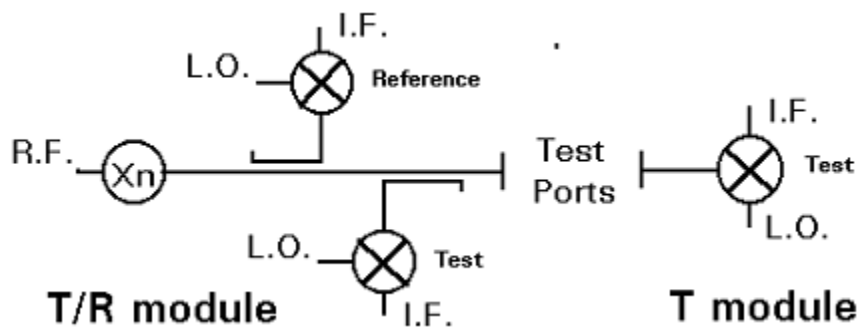 I.F.
L.O.
Reference
R.F.
Xn
Test
Ports
I.F.
Test
L.O.
L.O.
Test
I.F.
T/R module
T module